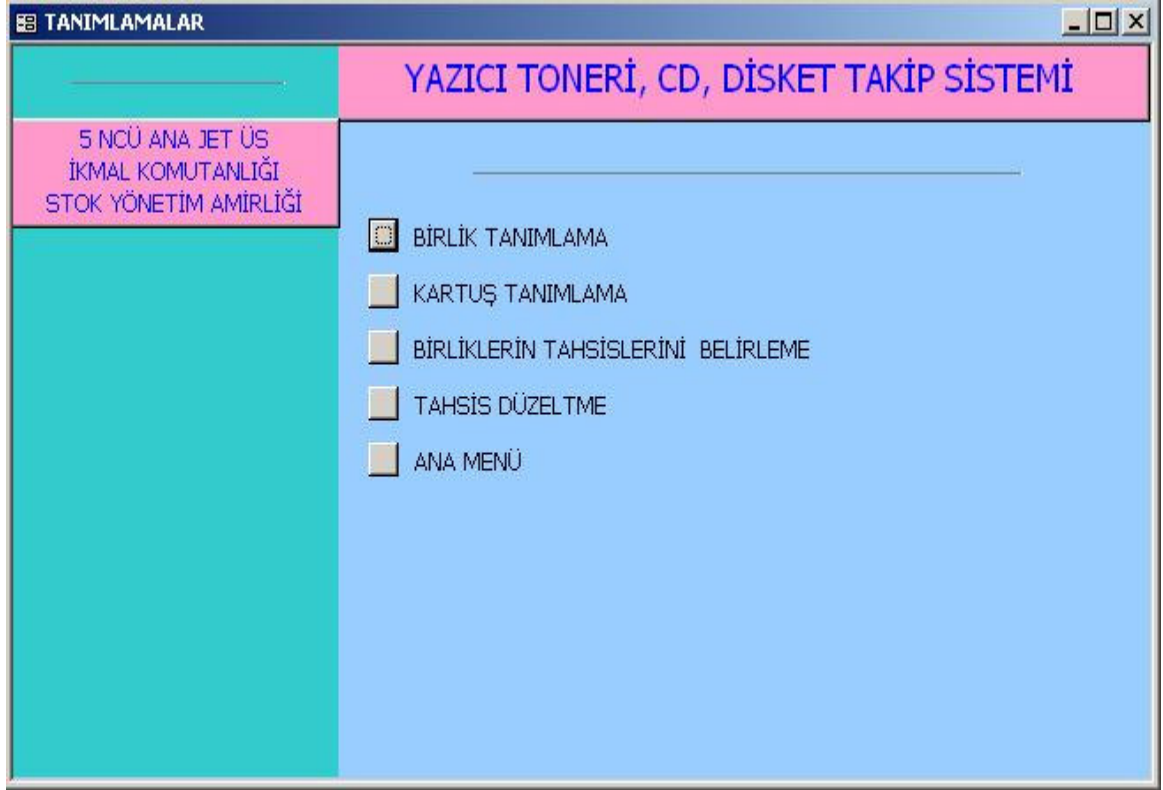 TANIMLAMALAR
YAZICI TONERİ, CD, DİSKET TAKİP SİSTEMİ
5 NCÜ ANA JET ÜS
İKMAL KOMUTANLIĞI
STOK YÖNETİM AMİRLİĞİ
BİRLİK TANIMLAMA
KARTUŞ TANIMLAMA
BİRLİKLERİN TAHSİSLERİNİ BELİRLEME
TAHSİS DÜZELTME
ANA MENÜ